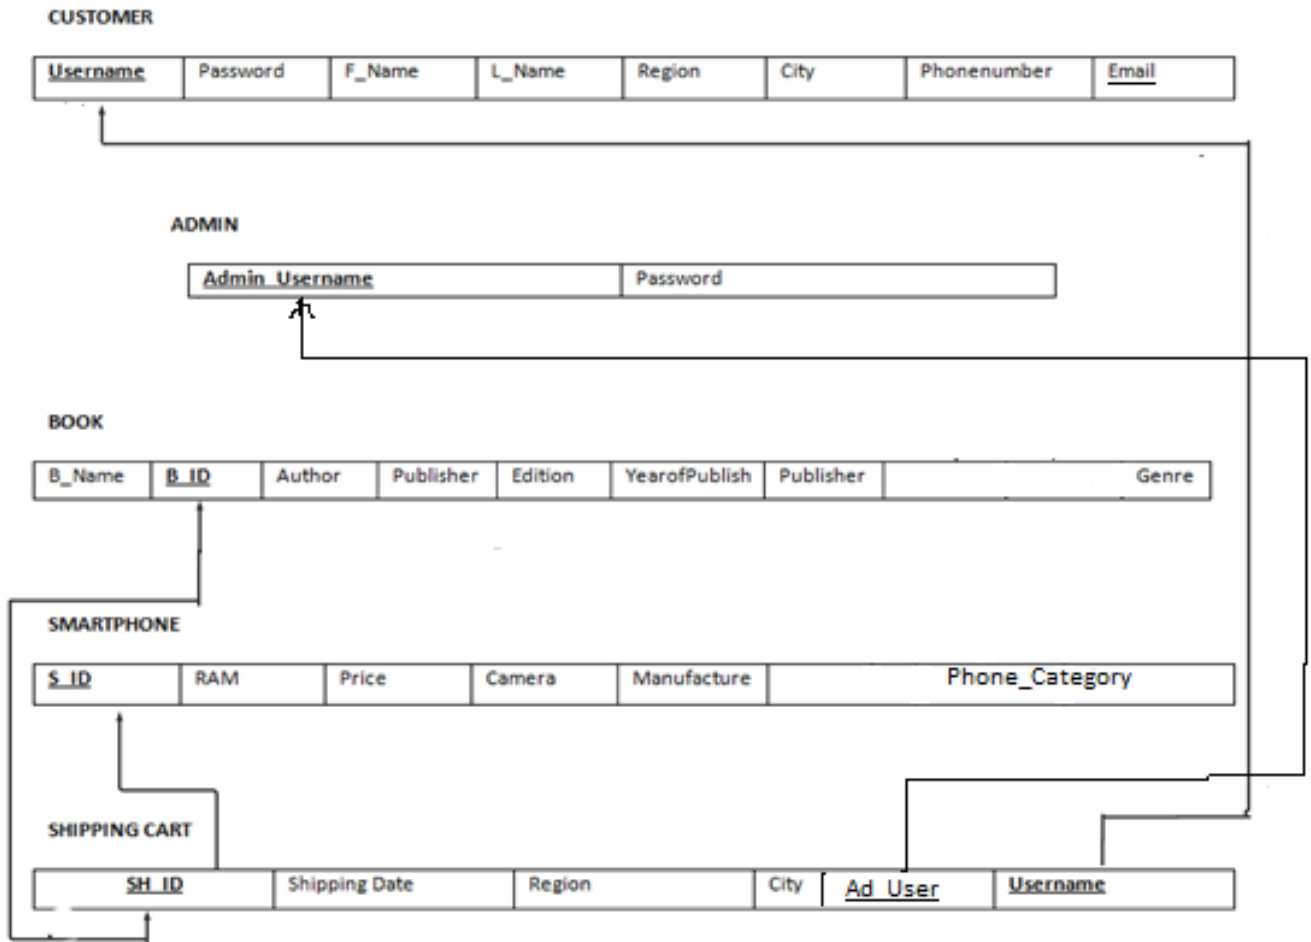 CUSTOMER
Username Password F_Name L_Name Region City Phonenumber Email
ADMIN
Admin_Username Password
BOOK
B_Name B_ID Author Publisher Edition YearofPublish Publisher Genre
SMARTPHONE
S_ID RAM Price Camera Manufacture Phone_Category
SHIPPING CART
SH_ID Shipping Date Region City Ad_User Username